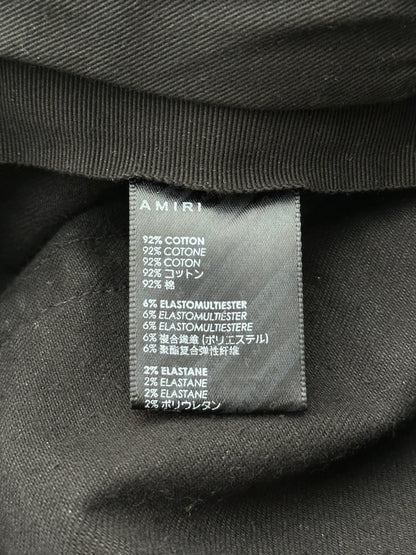 AMIRI
92% COTTON
92% COTONE
92% COTON
92% コットン
92% 棉
6% ELASTOMULTIESTER
6% ELASTOMULTIÉSTER
6% ELASTOMULTIESTERE
6% 複合繊維 (ポリエステル)
6% 聚酯复合弹性纤维
2% ELASTANE
2% ELASTANE
2% ELASTANE
2% ポリウレタン